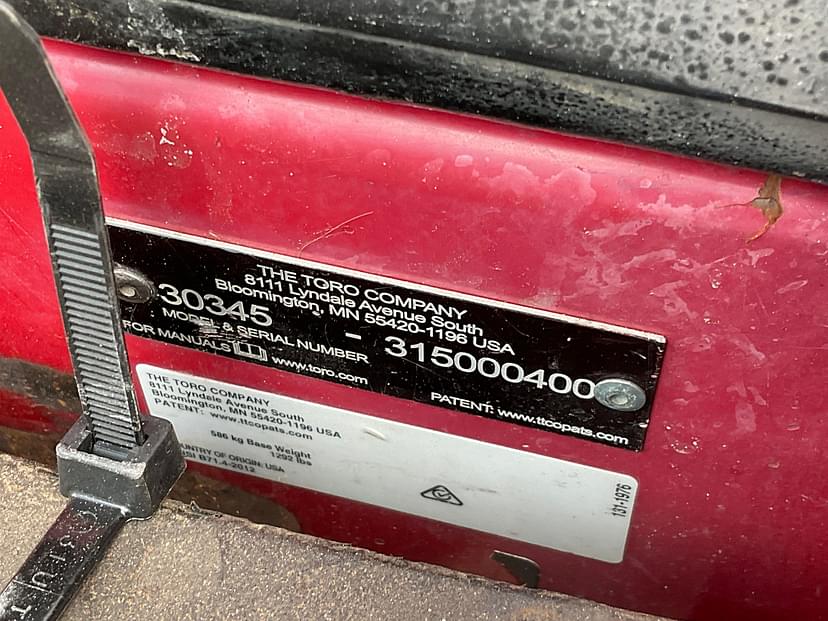 THE TORO COMPANY
8111 Lyndale Avenue South
Bloomington, MN 55420-1196 USA
30345 - 315000400
MODEL & SERIAL NUMBER
FOR MANUALS www.toro.com
PATENT: www.ttcopats.com
THE TORO COMPANY
8111 Lyndale Avenue South
Bloomington, MN 55420-1196 USA
PATENT: www.ttcopats.com
586 kg Base Weight
1292 lbs
COUNTRY OF ORIGIN: USA
B71.4-2012
131-1976